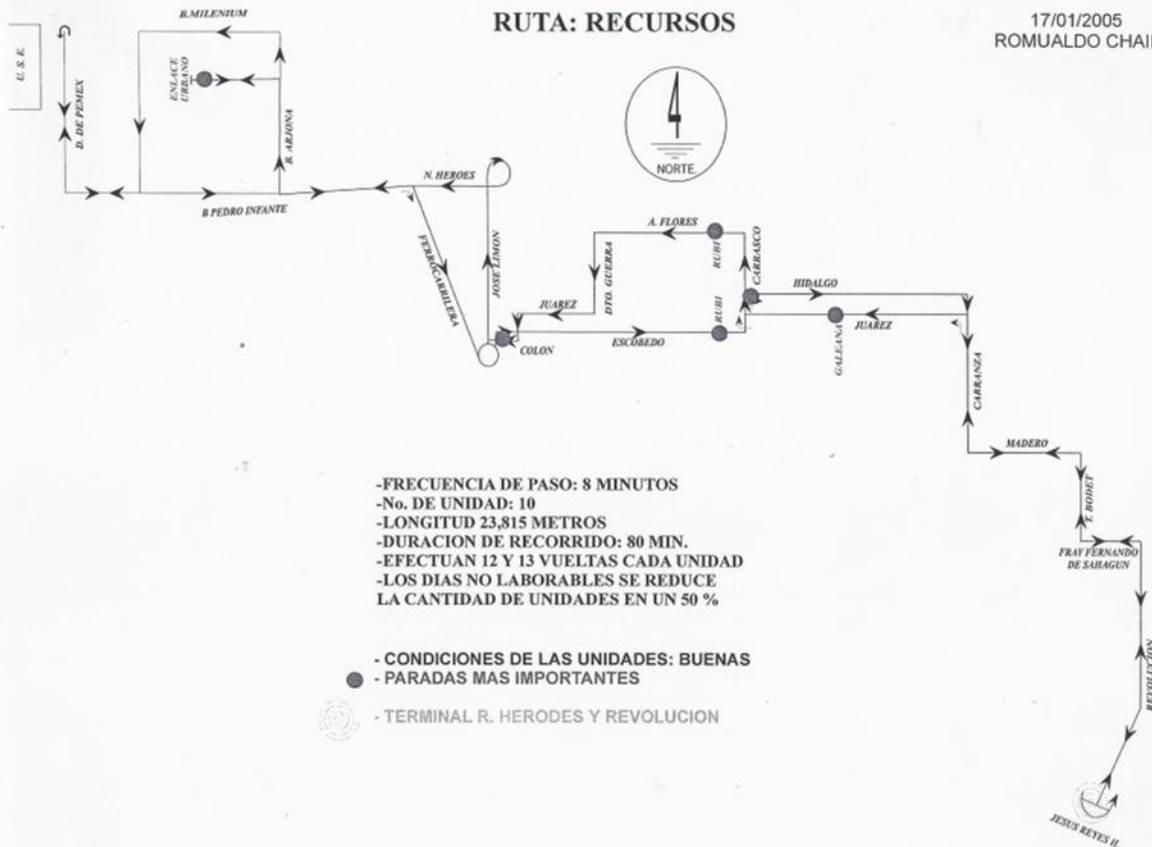 RUTA: RECURSOS
17/01/2005
ROMUALDO CHAI
U. S. E.
B.MILENIUM
ENLACE
URBANO
D. DE PEMEX
B. ARJONA
B PEDRO INFANTE
NORTE
N. HEROES
FERROCARRILERA
JOSE LIMON
A. FLORES
RUBI
CARRASCO
DTO. GUERRA
HIDALGO
JUAREZ
RUBI
JUAREZ
COLON
ESCOBEDO
GALEANA
CARRANZA
MADERO
T. BODET
FRAY FERNANDO
DE SAHAGUN
REVOLUCION
JESUS REYES H.
-FRECUENCIA DE PASO: 8 MINUTOS
-No. DE UNIDAD: 10
-LONGITUD 23,815 METROS
-DURACION DE RECORRIDO: 80 MIN.
-EFECTUAN 12 Y 13 VUELTAS CADA UNIDAD
-LOS DIAS NO LABORABLES SE REDUCE
LA CANTIDAD DE UNIDADES EN UN 50 %
- CONDICIONES DE LAS UNIDADES: BUENAS
- PARADAS MAS IMPORTANTES
- TERMINAL R. HERODES Y REVOLUCION